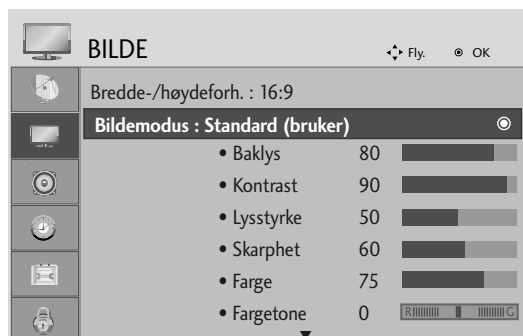 BILDE
Fly. OK
Bredde-/høydeforh. : 16:9
Bildemodus : Standard (bruker)
• Baklys 80
• Kontrast 90
• Lysstyrke 50
• Skarphet 60
• Farge 75
• Fargetone 0 R G